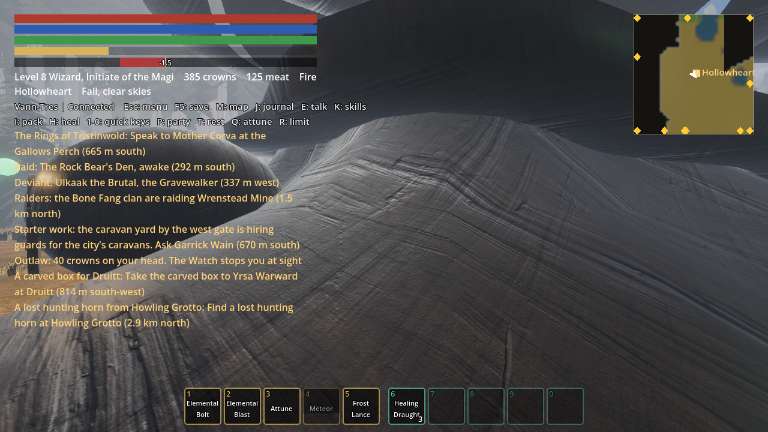 -1.5
Level 8 Wizard, Initiate of the Magi 385 crowns 125 meat Fire
Hollowheart Fall, clear skies
Vann Tres | Connected Esc: menu F5: save M: map J: journal E: talk K: skills
I: pack H: heal 1-0: quick keys P: party T: rest Q: attune R: limit
The Rings of Tristinwold: Speak to Mother Corva at the
Gallows Perch (665 m south)
Raid: The Rock Bear's Den, awake (292 m south)
Deviant: Ulkaak the Brutal, the Gravewalker (337 m west)
Raiders: the Bone Fang clan are raiding Wrenstead Mine (1.5
km north)
Starter work: the caravan yard by the west gate is hiring
guards for the city's caravans. Ask Garrick Wain (670 m south)
Outlaw: 40 crowns on your head. The Watch stops you at sight
A carved box for Druitt: Take the carved box to Yrsa Warward
at Druitt (814 m south-west)
A lost hunting horn from Howling Grotto: Find a lost hunting
horn at Howling Grotto (2.9 km north)
Hollowheart
1 2 3 4 5 6 7 8 9 0
Elemental Bolt
Elemental Blast
Attune
Meteor
Frost Lance
Healing Draught 3